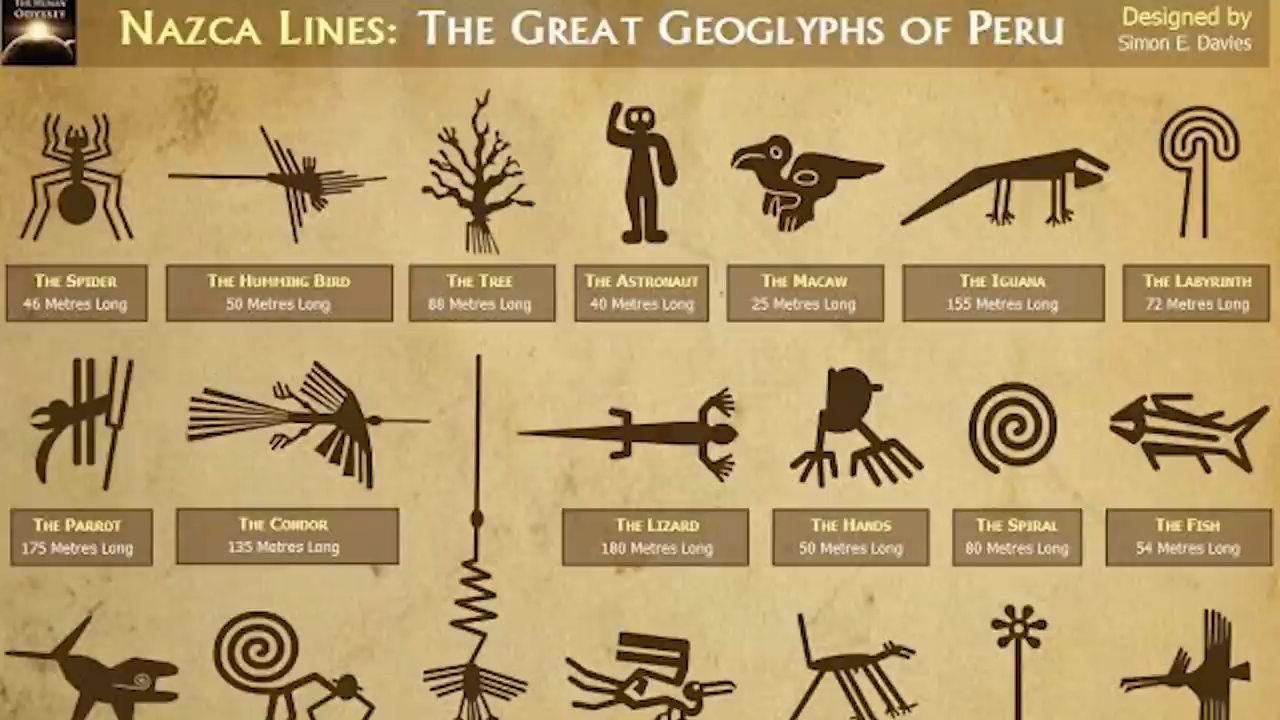 THE HUMAN
ODYSSEY
NAZCA LINES: THE GREAT GEOGLYPHS OF PERU
Designed by
Simon E. Davies
THE SPIDER
46 Metres Long
THE HUMMING BIRD
50 Metres Long
THE TREE
88 Metres Long
THE ASTRONAUT
40 Metres Long
THE MACAW
25 Metres Long
THE IGUANA
155 Metres Long
THE LABYRINTH
72 Metres Long
THE PARROT
175 Metres Long
THE CONDOR
135 Metres Long
THE LIZARD
180 Metres Long
THE HANDS
50 Metres Long
THE SPIRAL
80 Metres Long
THE FISH
54 Metres Long